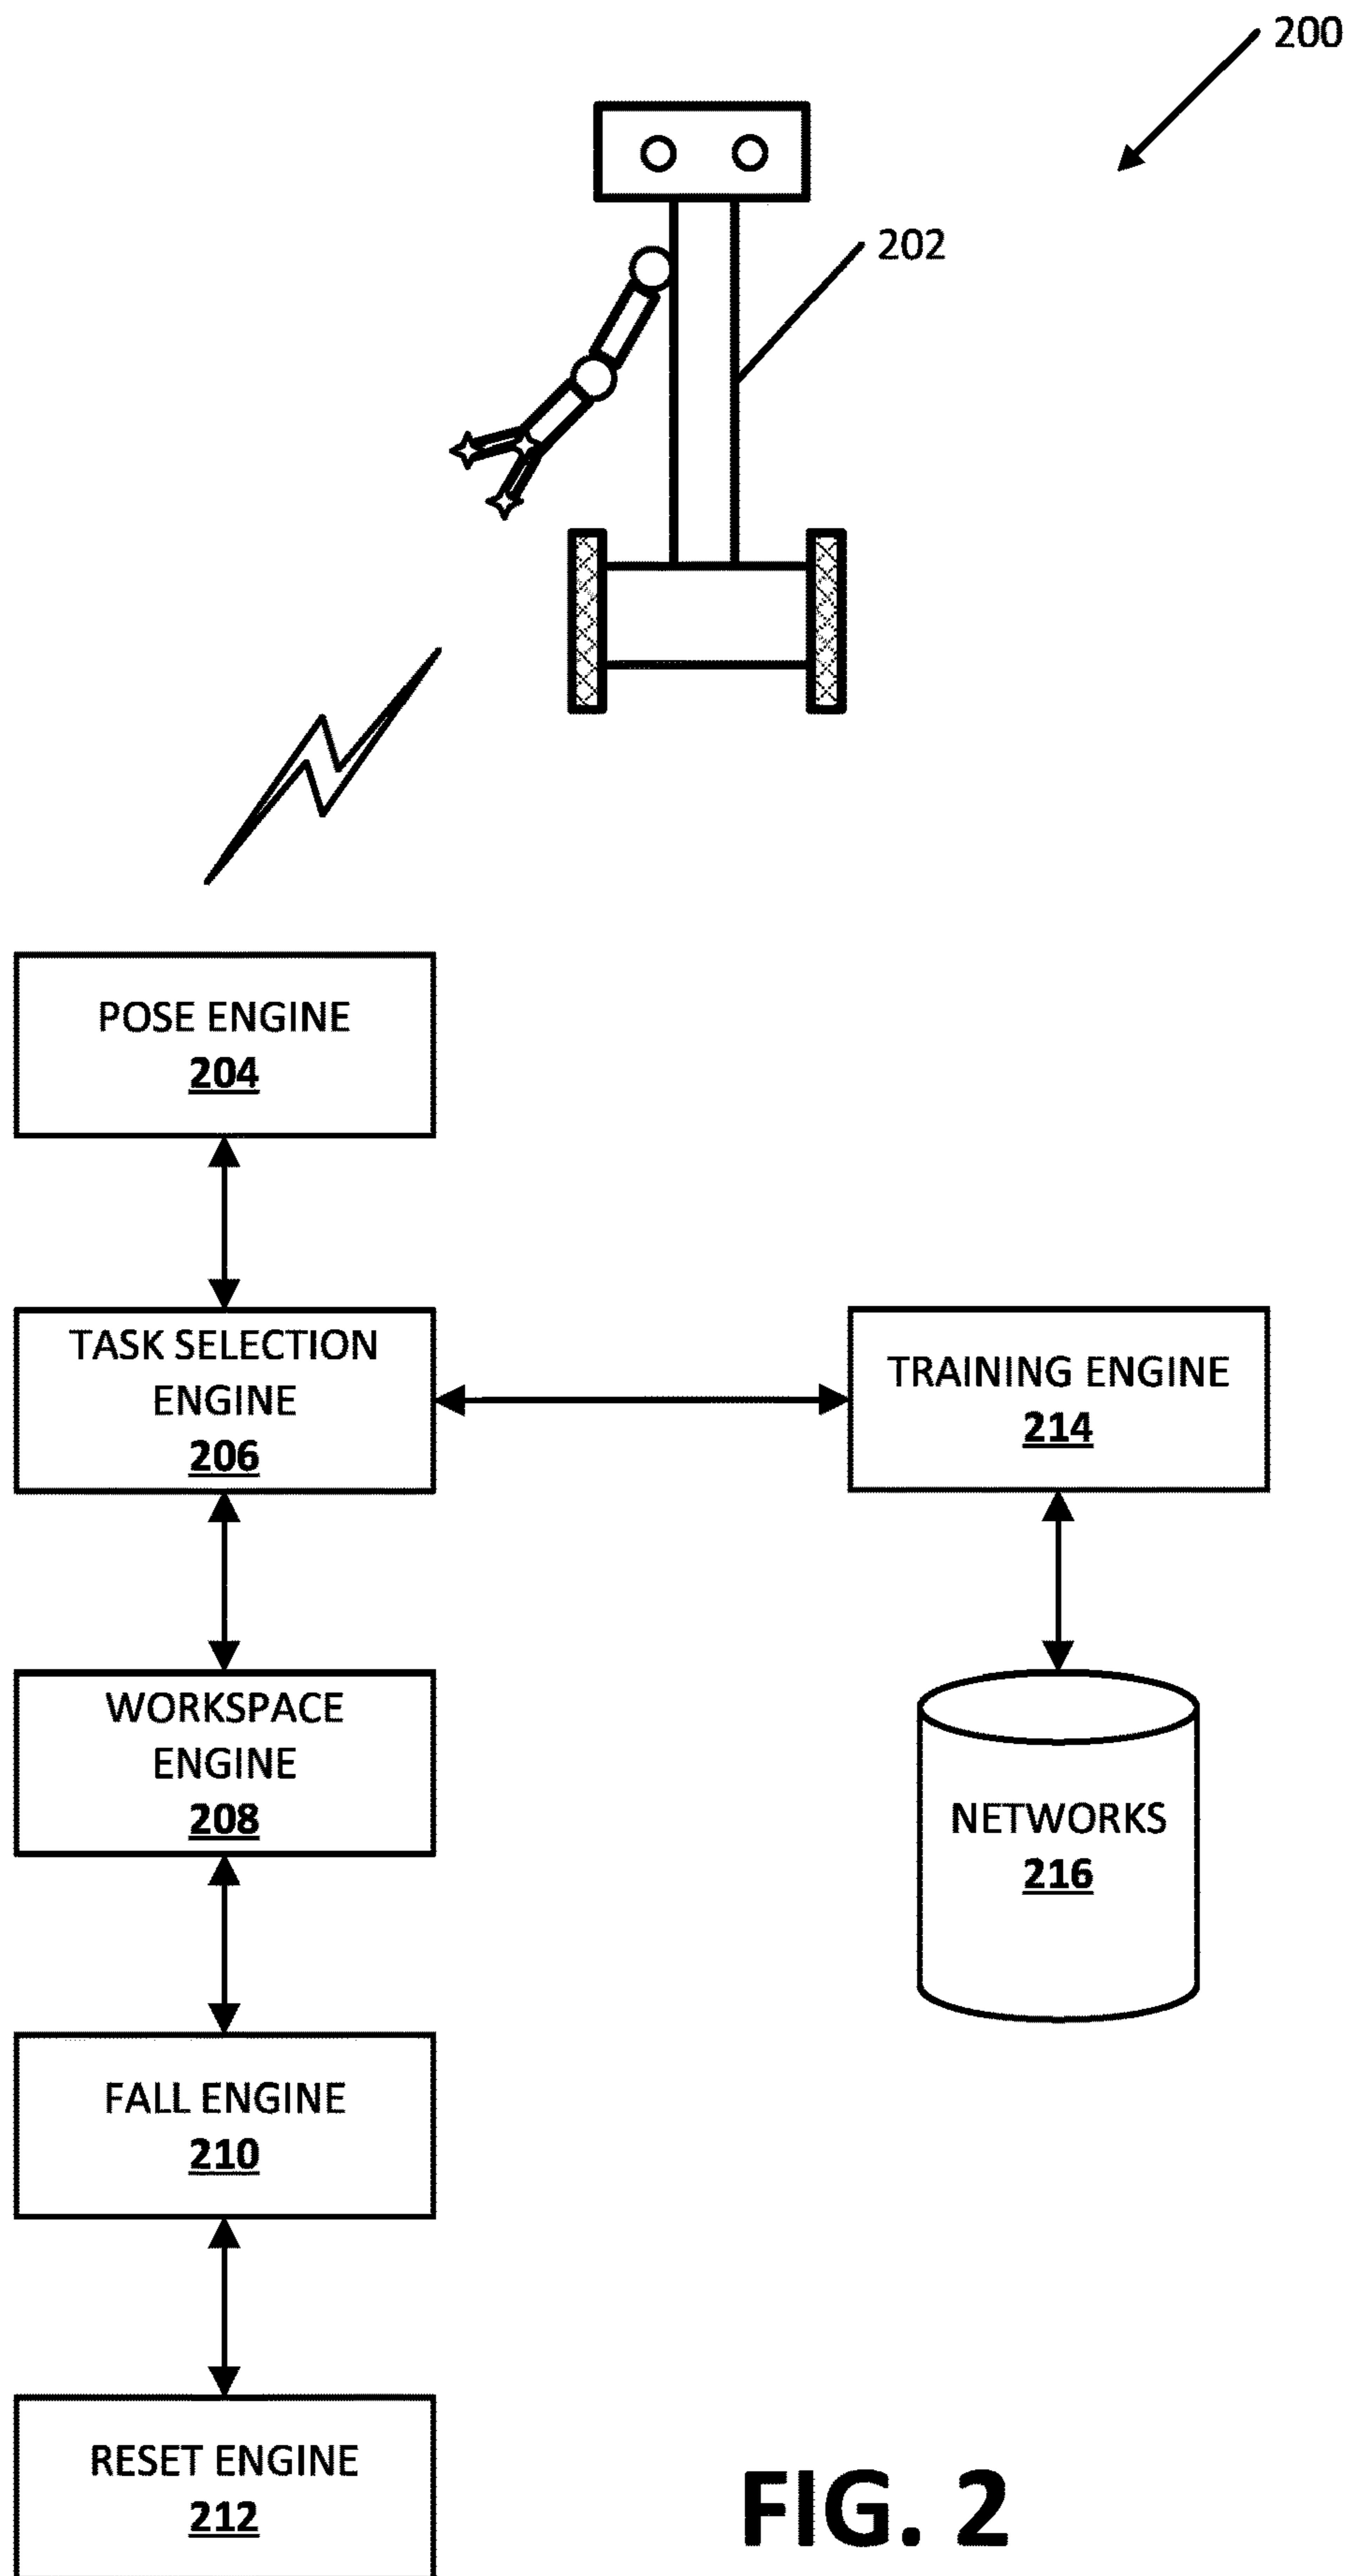 200
202
POSE ENGINE
204
TASK SELECTION
ENGINE
206
TRAINING ENGINE
214
WORKSPACE
ENGINE
208
NETWORKS
216
FALL ENGINE
210
RESET ENGINE
212
FIG. 2